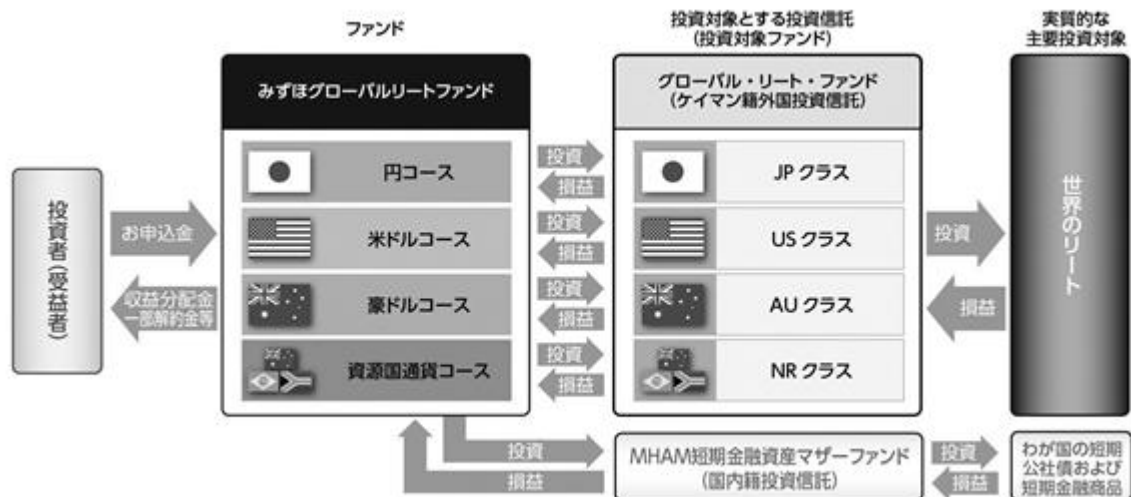 ファンド
投資対象とする投資信託
(投資対象ファンド)
実質的な
主要投資対象
みずほグローバルリートファンド
グローバル・リート・ファンド
(ケイマン籍外国投資信託)
投資者(受益者)
お申込金
収益分配金
一部解約金等
円コース
投資
損益
JP クラス
米ドルコース
投資
損益
US クラス
豪ドルコース
投資
損益
AU クラス
資源国通貨コース
投資
損益
NR クラス
投資
損益
世界のリート
投資
損益
MHAM短期金融資産マザーファンド
(国内籍投資信託)
投資
損益
わが国の短期
公社債および
短期金融商品